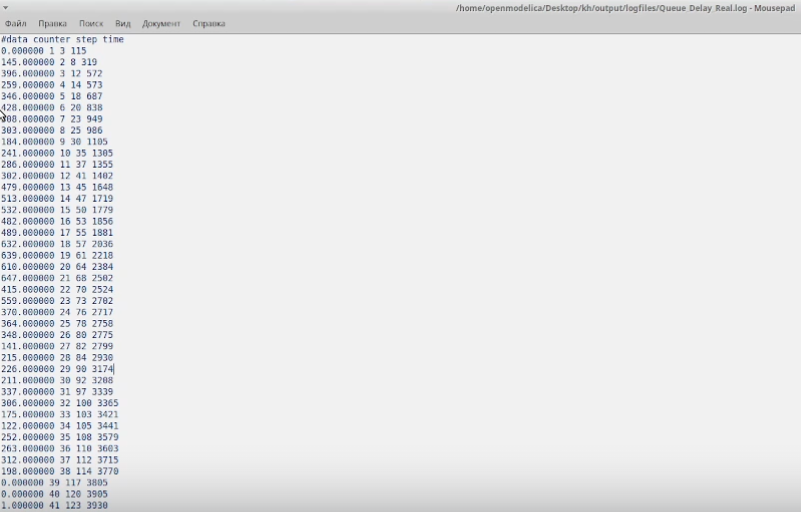 /home/openmodelica/Desktop/kh/output/logfiles/Queue_Delay_Real.log - Mousepad
Файл Правка Поиск Вид Документ Справка
#data counter step time
0.000000 1 3 115
145.000000 2 8 319
396.000000 3 12 572
259.000000 4 14 573
346.000000 5 18 687
428.000000 6 20 838
7 23 949
303.000000 8 25 986
184.000000 9 30 1105
241.000000 10 35 1305
286.000000 11 37 1355
302.000000 12 41 1402
479.000000 13 45 1648
513.000000 14 47 1719
532.000000 15 50 1779
482.000000 16 53 1856
489.000000 17 55 1881
632.000000 18 57 2036
639.000000 19 61 2218
610.000000 20 64 2384
647.000000 21 68 2502
415.000000 22 70 2524
559.000000 23 73 2702
370.000000 24 76 2717
364.000000 25 78 2758
348.000000 26 80 2775
141.000000 27 82 2799
215.000000 28 84 2930
226.000000 29 90 3174
211.000000 30 92 3208
337.000000 31 97 3339
306.000000 32 100 3365
175.000000 33 103 3421
122.000000 34 105 3441
252.000000 35 108 3579
263.000000 36 110 3603
312.000000 37 112 3715
198.000000 38 114 3770
0.000000 39 117 3805
0.000000 40 120 3905
1.000000 41 123 3930